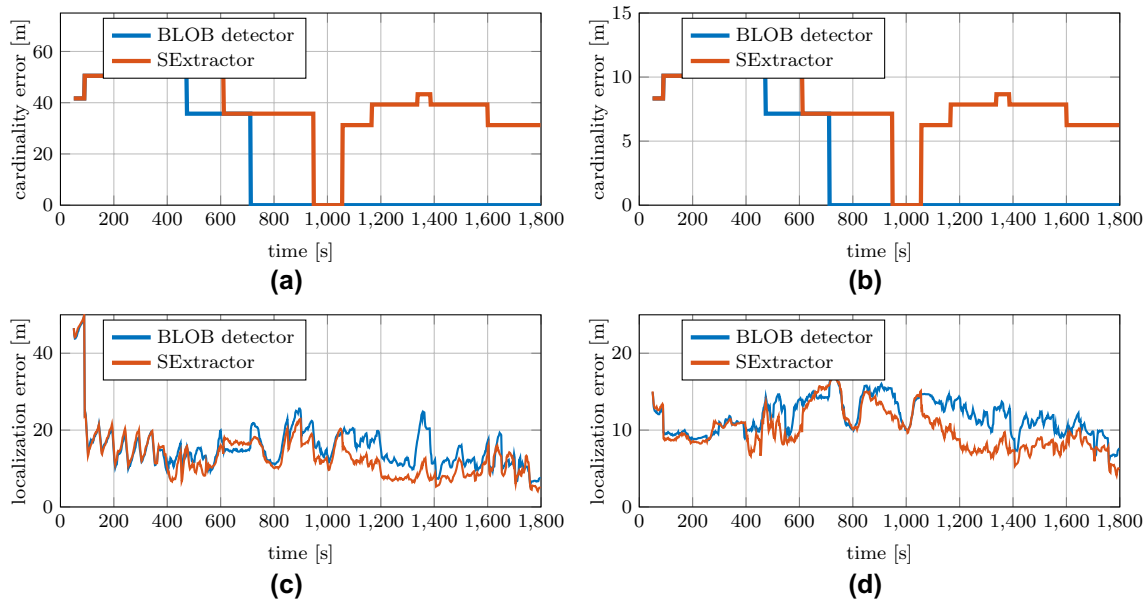 cardinality error [m]
60
40
20
0
BLOB detector
SExtractor
0 200 400 600 800 1,000 1,200 1,400 1,600 1,800
time [s]
(a)
cardinality error [m]
15
10
5
0
BLOB detector
SExtractor
0 200 400 600 800 1,000 1,200 1,400 1,600 1,800
time [s]
(b)
localization error [m]
40
20
0
BLOB detector
SExtractor
0 200 400 600 800 1,000 1,200 1,400 1,600 1,800
time [s]
(c)
localization error [m]
20
10
0
BLOB detector
SExtractor
0 200 400 600 800 1,000 1,200 1,400 1,600 1,800
time [s]
(d)